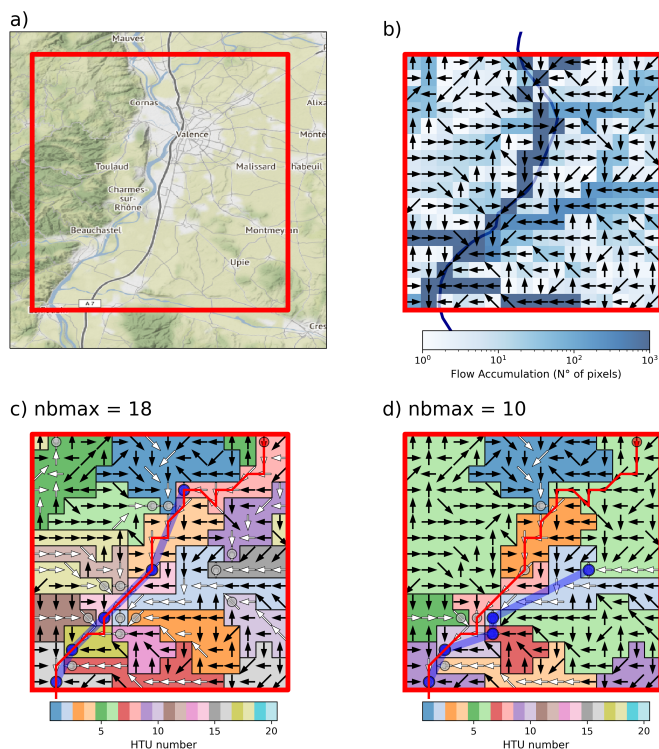 a)
Mauves
Cornas
Alixa
Valence
Monté
Toulaud
Malissard
habeuil
Charmes-
sur-
Rhône
Beauchastel
Montmeyran
Upie
A 7
Cres
b)
10⁰ 10¹ 10² 10³
Flow Accumulation (N° of pixels)
c) nbmax = 18
5 10 15 20
HTU number
d) nbmax = 10
5 10 15 20
HTU number